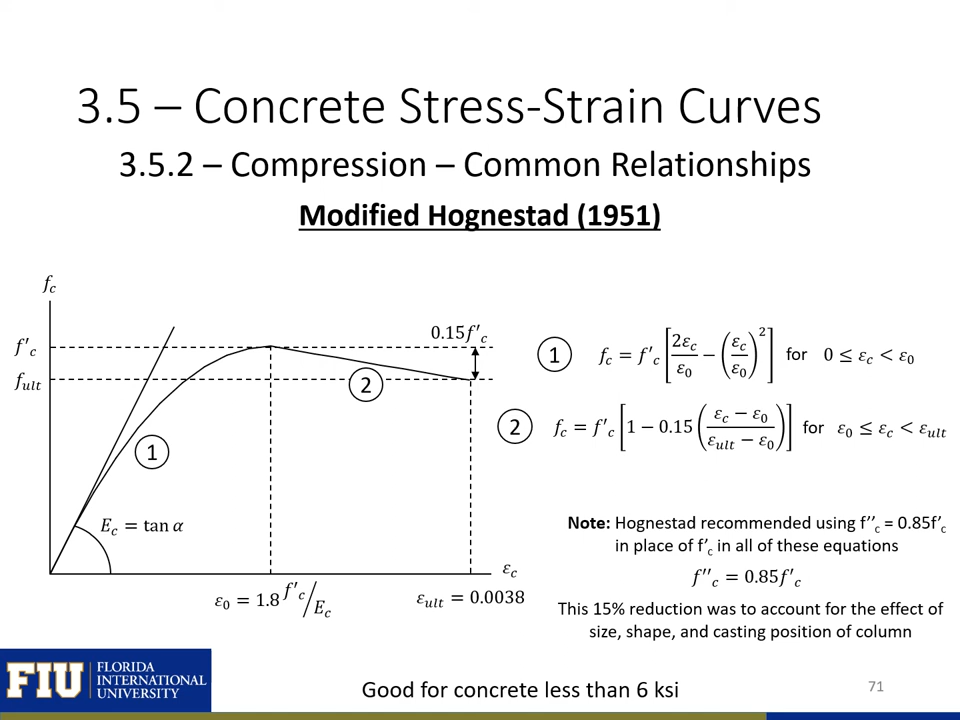 3.5 – Concrete Stress-Strain Curves
3.5.2 – Compression – Common Relationships
Modified Hognestad (1951)
f_c
f'_c
f_ult
0.15f'_c
1
2
E_c = tan α
ε_c
ε_0 = 1.8 f'_c/E_c
ε_ult = 0.0038
1 f_c = f'_c [2ε_c/ε_0 − (ε_c/ε_0)^2] for 0 ≤ ε_c < ε_0
2 f_c = f'_c [1 − 0.15 ((ε_c − ε_0)/(ε_ult − ε_0))] for ε_0 ≤ ε_c < ε_ult
Note: Hognestad recommended using f''_c = 0.85f'_c
in place of f'_c in all of these equations
f''_c = 0.85f'_c
This 15% reduction was to account for the effect of
size, shape, and casting position of column
FIU
FLORIDA
INTERNATIONAL
UNIVERSITY
Good for concrete less than 6 ksi
71